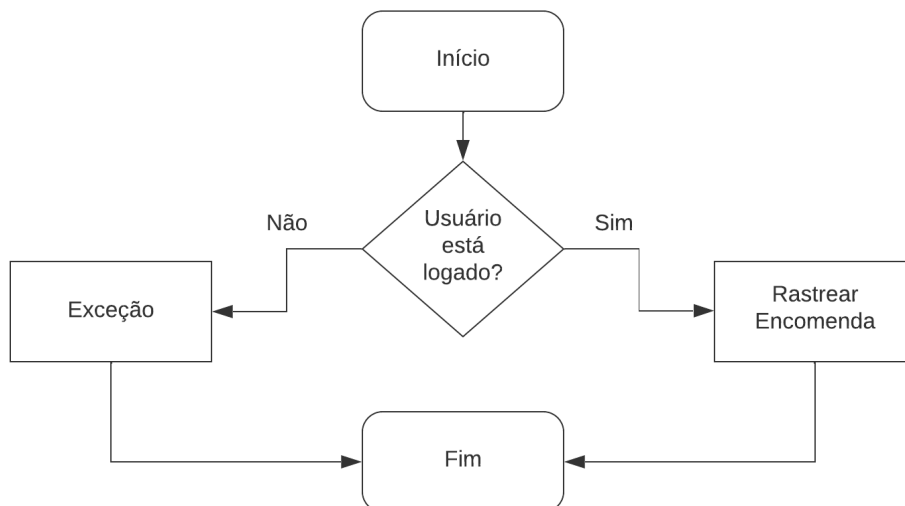 Início
Não
Usuário
está
logado?
Sim
Exceção
Rastrear
Encomenda
Fim